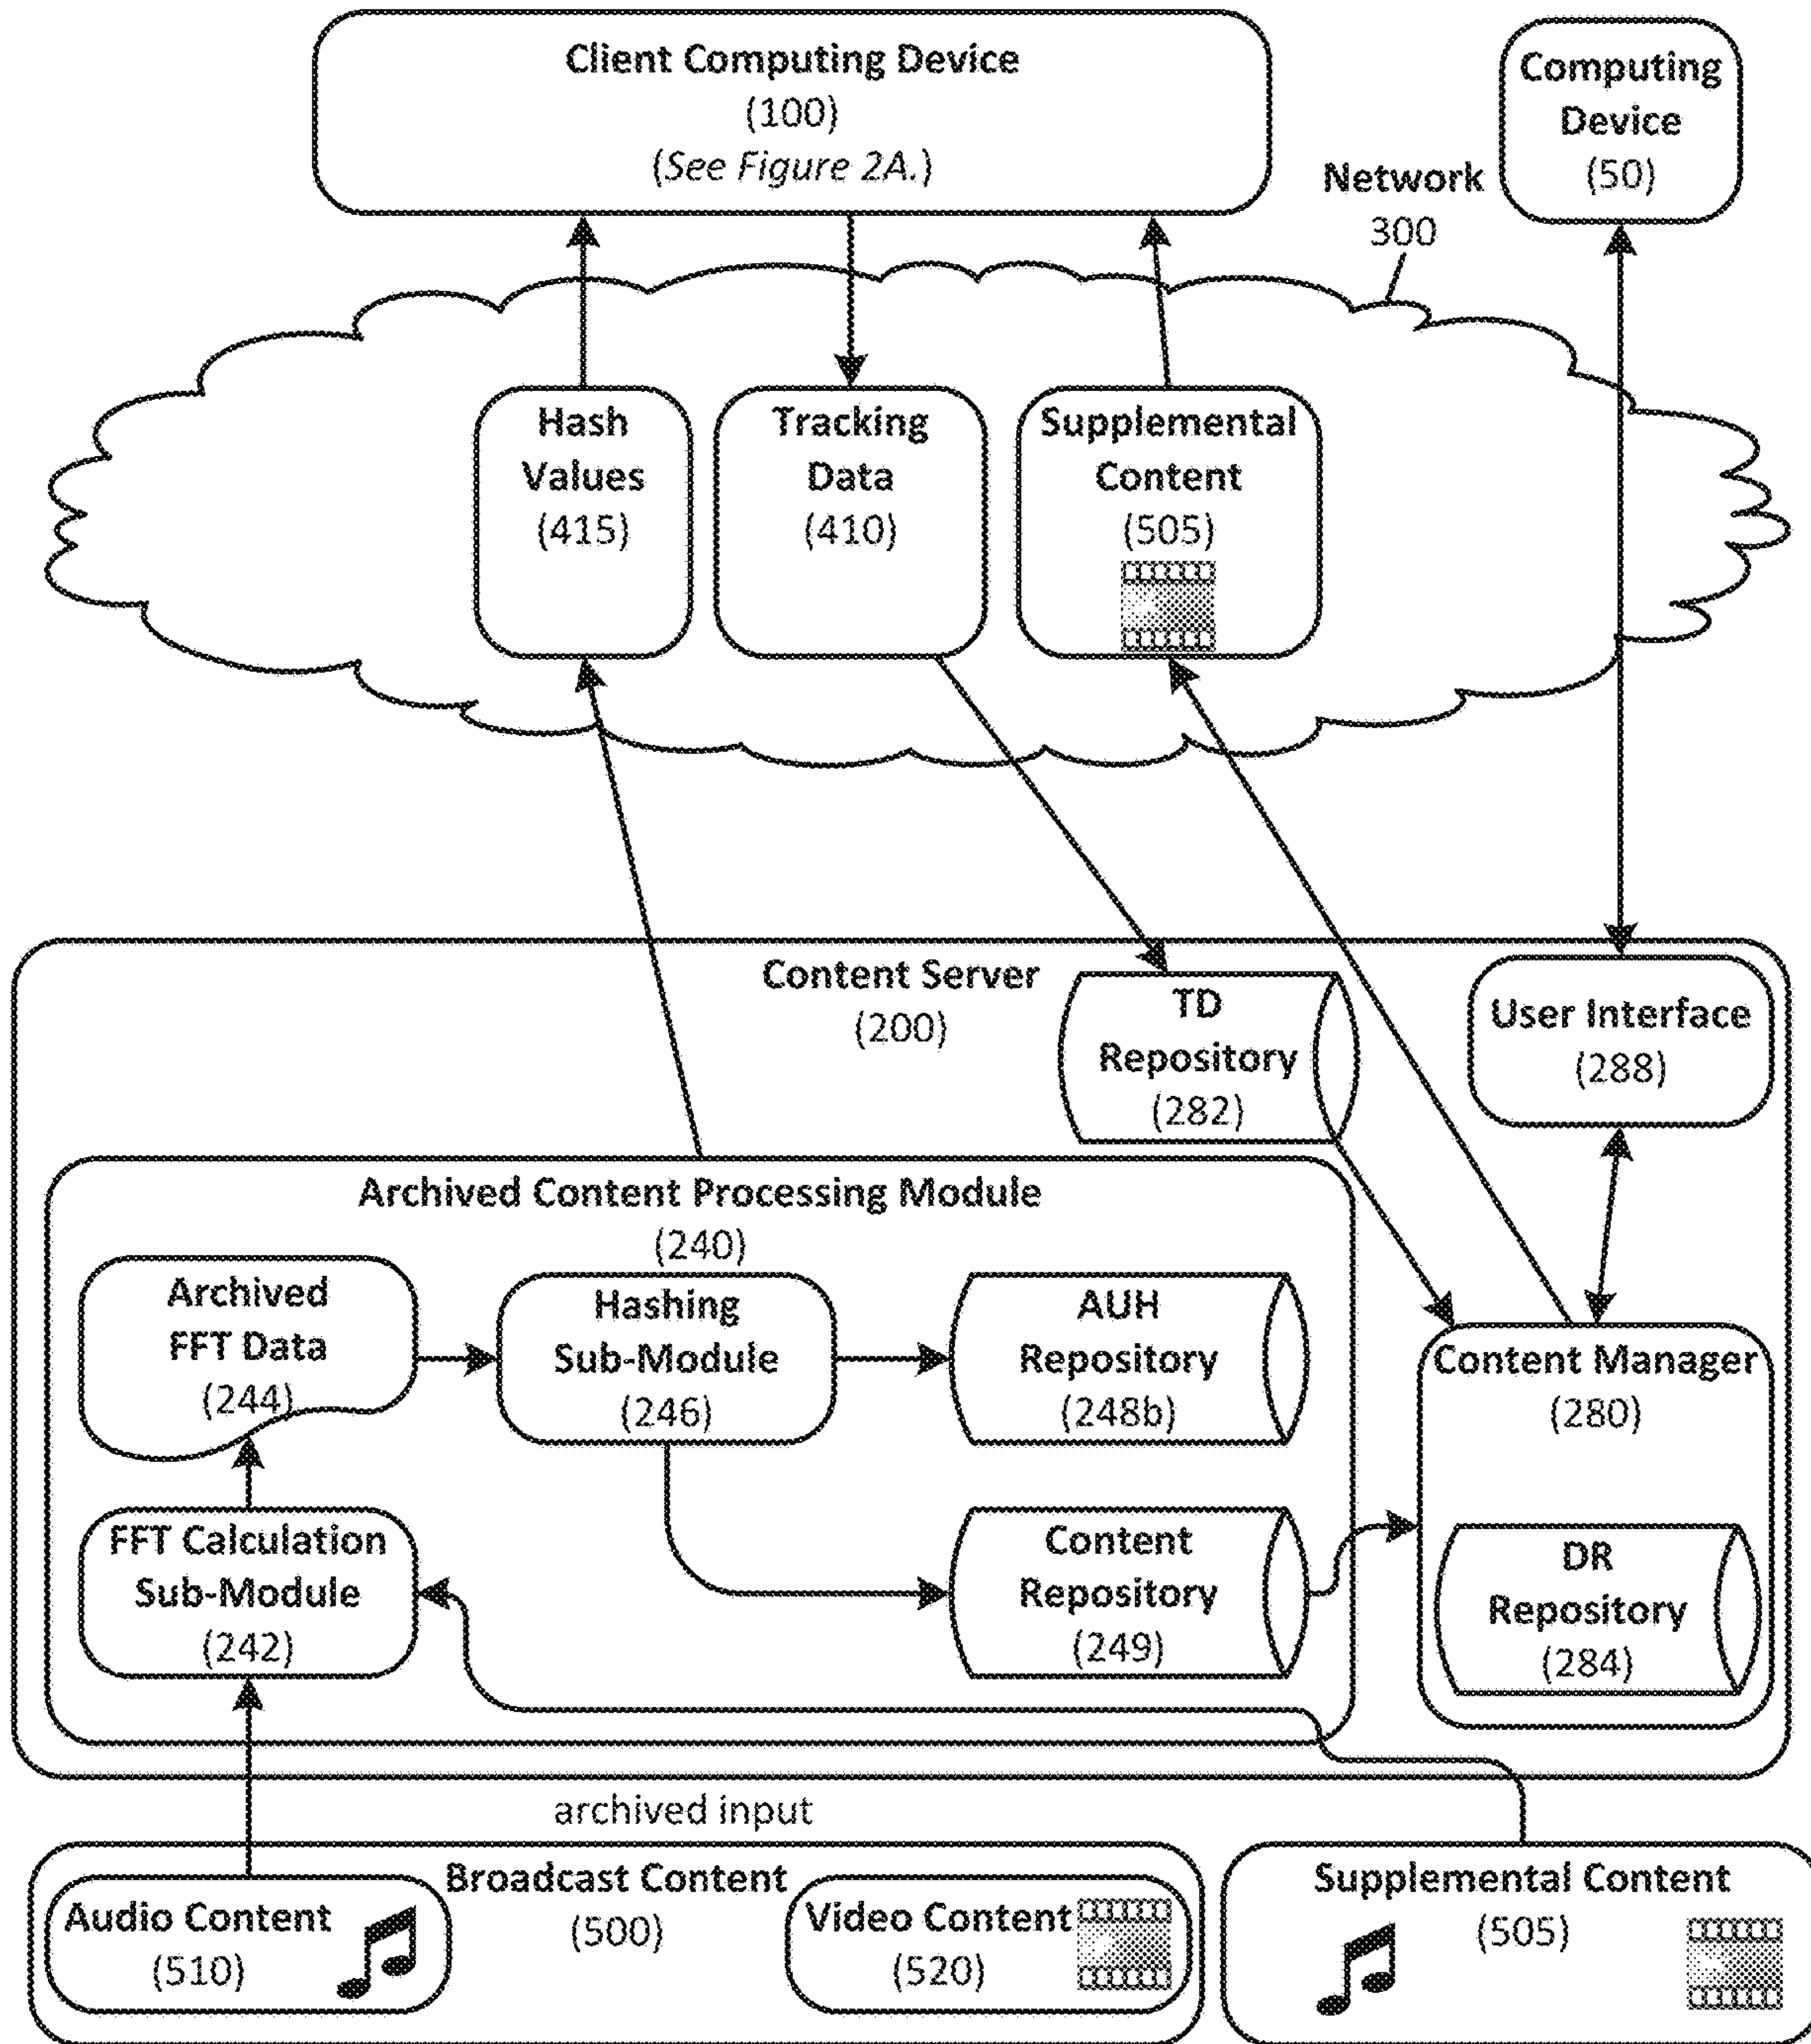 Client Computing Device
(100)
(See Figure 2A.)
Computing
Device
(50)
Network
300
Hash
Values
(415)
Tracking
Data
(410)
Supplemental
Content
(505)
Content Server
(200)
TD
Repository
(282)
User Interface
(288)
Archived Content Processing Module
(240)
Archived
FFT Data
(244)
Hashing
Sub-Module
(246)
AUH
Repository
(248b)
Content Manager
(280)
FFT Calculation
Sub-Module
(242)
Content
Repository
(249)
DR
Repository
(284)
archived input
Broadcast Content
(500)
Audio Content
(510)
Video Content
(520)
Supplemental Content
(505)